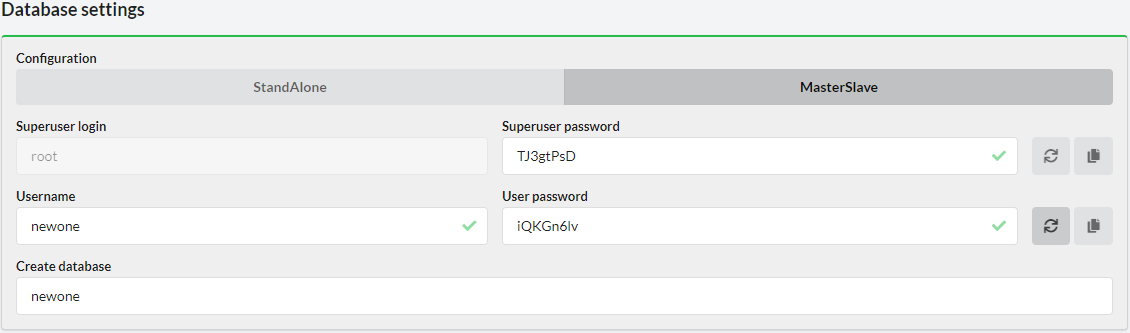 Database settings
Configuration
StandAlone MasterSlave
Superuser login Superuser password
root TJ3gtPsD
Username User password
newone iQKGn6lv
Create database
newone